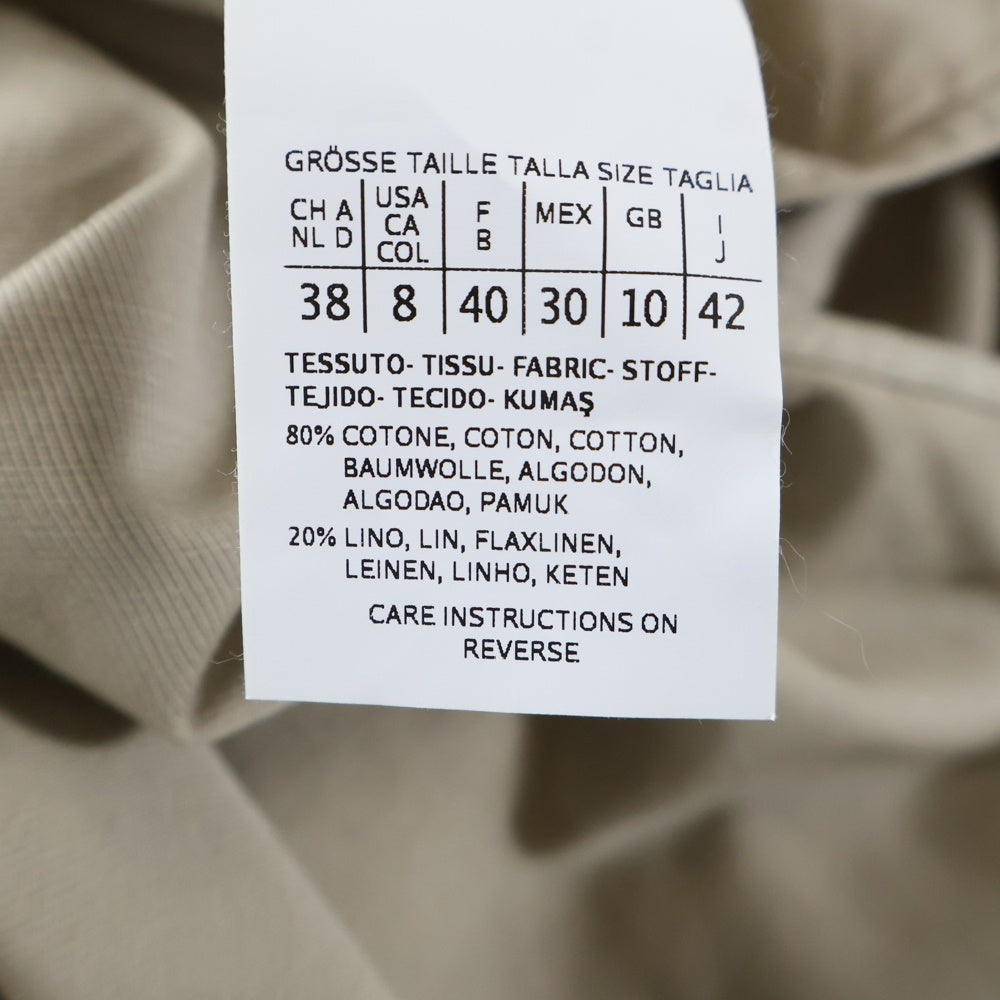 GRÖSSE TAILLE TALLA SIZE TAGLIA
CH A NL D | USA CA COL | F B | MEX | GB | I J
38 | 8 | 40 | 30 | 10 | 42
TESSUTO- TISSU- FABRIC- STOFF-
TEJIDO- TECIDO- KUMAŞ
80% COTONE, COTON, COTTON,
BAUMWOLLE, ALGODON,
ALGODAO, PAMUK
20% LINO, LIN, FLAXLINEN,
LEINEN, LINHO, KETEN
CARE INSTRUCTIONS ON
REVERSE